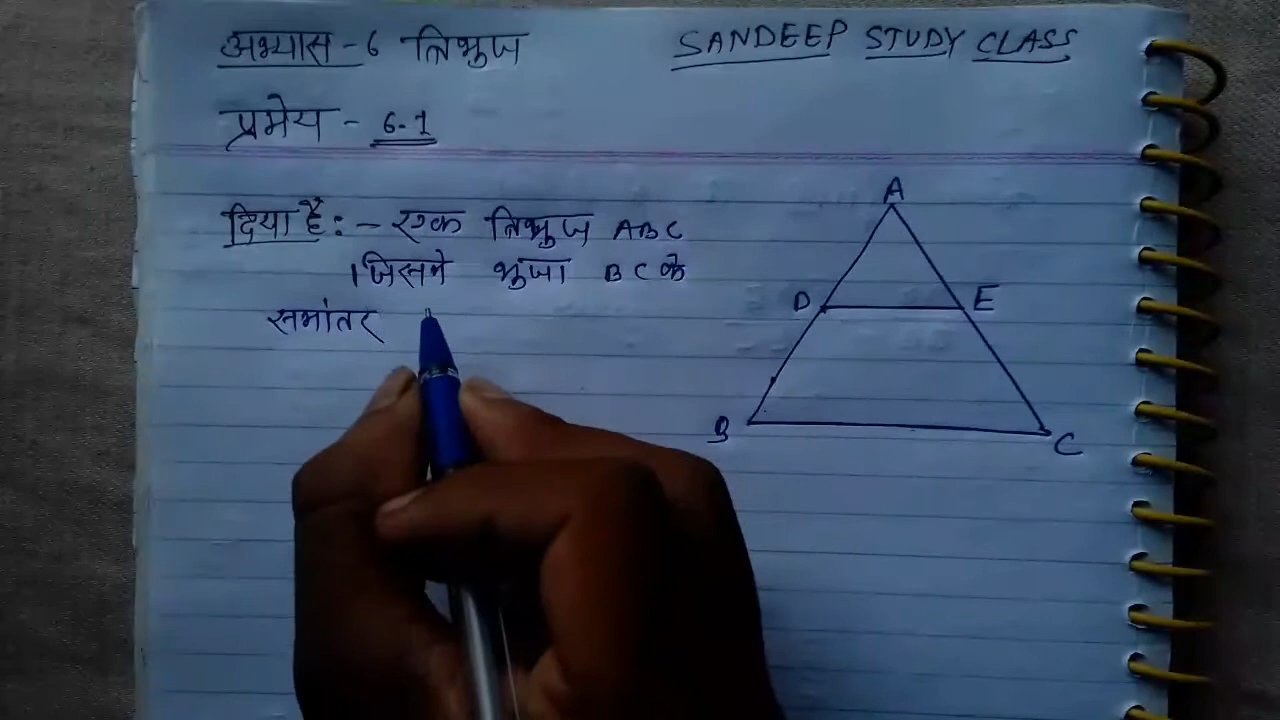 अभ्यास - 6 त्रिभुज
SANDEEP STUDY CLASS
प्रमेय - 6.1
दिया है: - एक त्रिभुज ABC
जिसमे भुजा BC के
समांतर
A
D
E
B
C